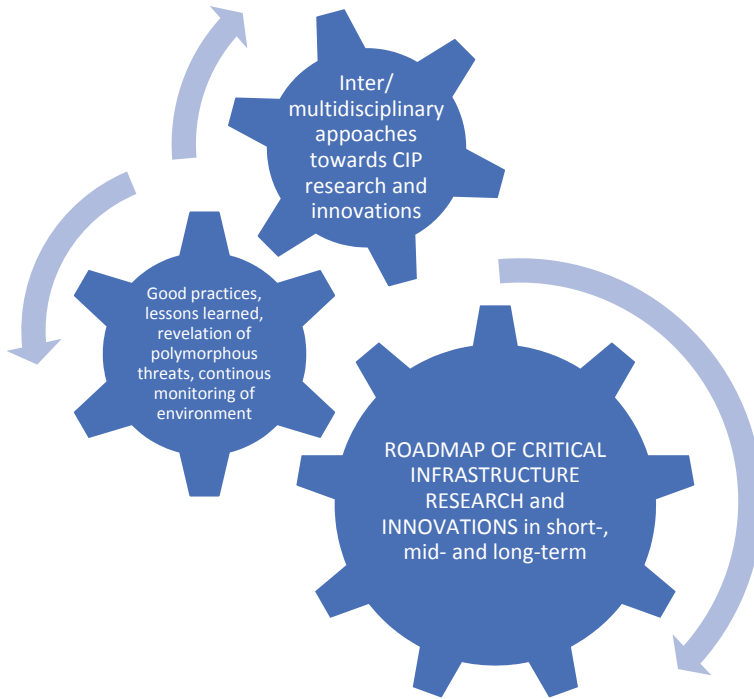 Inter/
multidisciplinary
appoaches
towards CIP
research and
innovations
Good practices,
lessons learned,
revelation of
polymorphous
threats, continous
monitoring of
environment
ROADMAP OF CRITICAL
INFRASTRUCTURE
RESEARCH and
INNOVATIONS in short-,
mid- and long-term